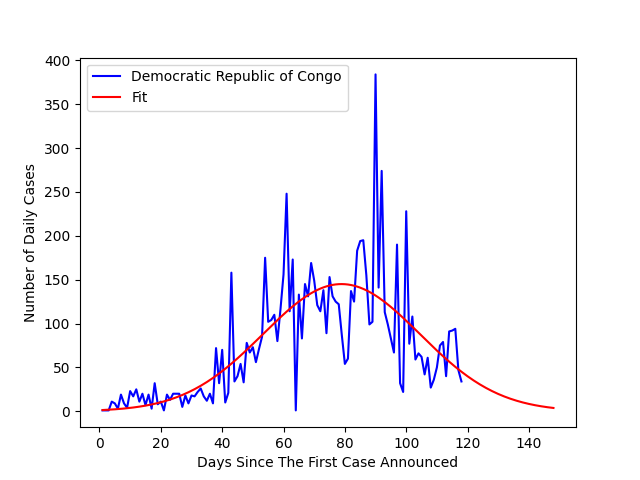 Democratic Republic of Congo
Fit
400
350
300
250
200
150
100
50
0
Number of Daily Cases
0 20 40 60 80 100 120 140
Days Since The First Case Announced